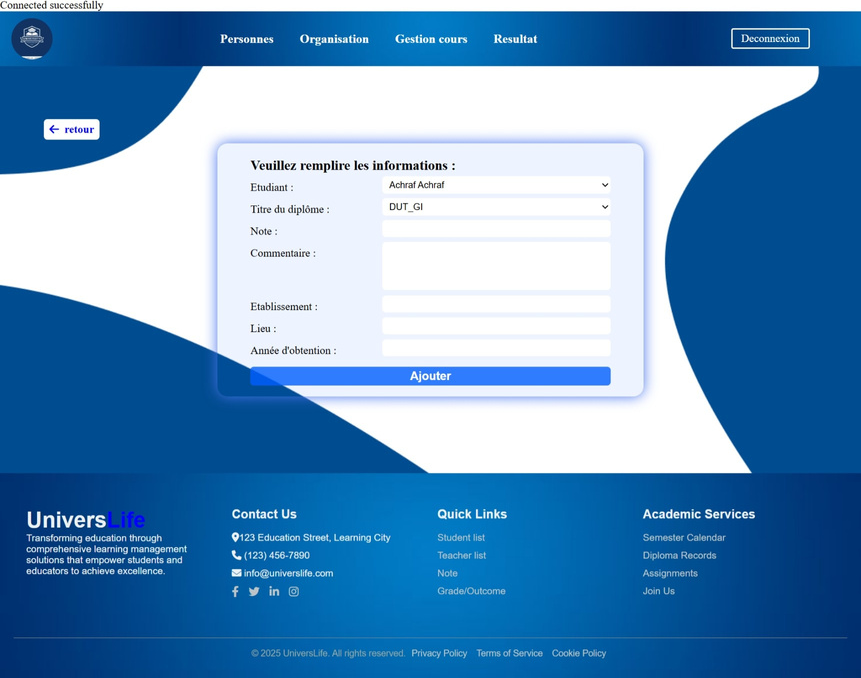 Connected successfully
Personnes
Organisation
Gestion cours
Resultat
Deconnexion
retour
Veuillez remplire les informations :
Etudiant :
Achraf Achraf
Titre du diplôme :
DUT_GI
Note :
Commentaire :
Etablissement :
Lieu :
Année d'obtention :
Ajouter
UniversLife
Transforming education through
comprehensive learning management
solutions that empower students and
educators to achieve excellence.
Contact Us
123 Education Street, Learning City
(123) 456-7890
info@universlife.com
Quick Links
Student list
Teacher list
Note
Grade/Outcome
Academic Services
Semester Calendar
Diploma Records
Assignments
Join Us
© 2025 UniversLife. All rights reserved. Privacy Policy Terms of Service Cookie Policy